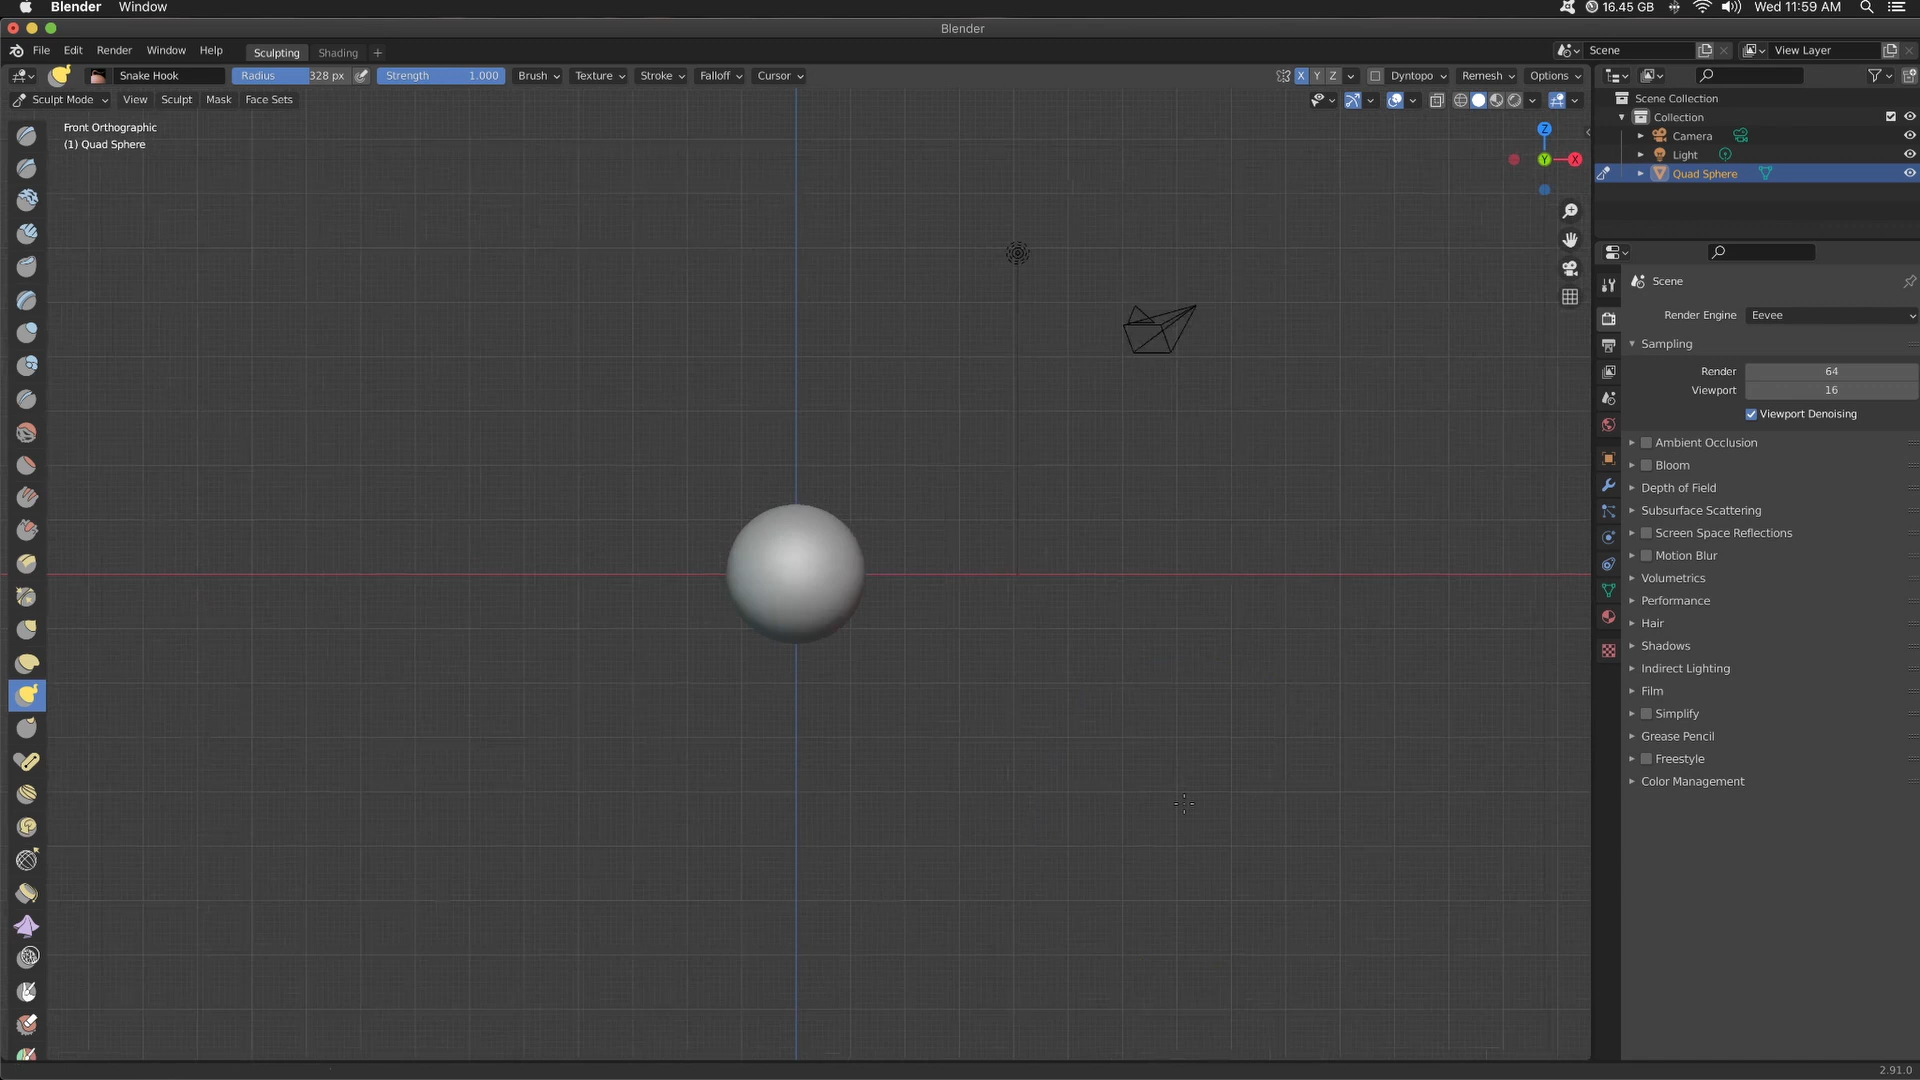 Blender Window 16.45 GB Wed 11:59 AM
Blender
File Edit Render Window Help Sculpting Shading + Scene View Layer
Snake Hook Radius 328 px Strength 1.000 Brush Texture Stroke Falloff Cursor X Y Z Dyntopo Remesh Options
Sculpt Mode View Sculpt Mask Face Sets
Front Orthographic
(1) Quad Sphere
Z
Y X
Scene Collection
Collection
Camera
Light
Quad Sphere
Scene
Render Engine Eevee
Sampling
Render 64
Viewport 16
Viewport Denoising
Ambient Occlusion
Bloom
Depth of Field
Subsurface Scattering
Screen Space Reflections
Motion Blur
Volumetrics
Performance
Hair
Shadows
Indirect Lighting
Film
Simplify
Grease Pencil
Freestyle
Color Management
2.91.0